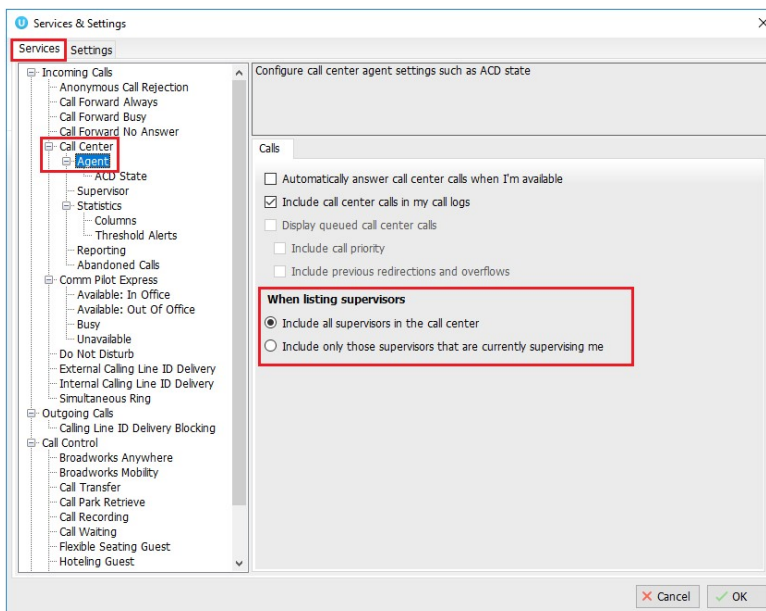 Services & Settings
Services Settings
Incoming Calls
Anonymous Call Rejection
Call Forward Always
Call Forward Busy
Call Forward No Answer
Call Center
Agent
ACD State
Supervisor
Statistics
Columns
Threshold Alerts
Reporting
Abandoned Calls
Comm Pilot Express
Available: In Office
Available: Out Of Office
Busy
Unavailable
Do Not Disturb
External Calling Line ID Delivery
Internal Calling Line ID Delivery
Simultaneous Ring
Outgoing Calls
Calling Line ID Delivery Blocking
Call Control
Broadworks Anywhere
Broadworks Mobility
Call Transfer
Call Park Retrieve
Call Recording
Call Waiting
Flexible Seating Guest
Hoteling Guest
Configure call center agent settings such as ACD state
Calls
Automatically answer call center calls when I'm available
Include call center calls in my call logs
Display queued call center calls
Include call priority
Include previous redirections and overflows
When listing supervisors
Include all supervisors in the call center
Include only those supervisors that are currently supervising me
Cancel OK